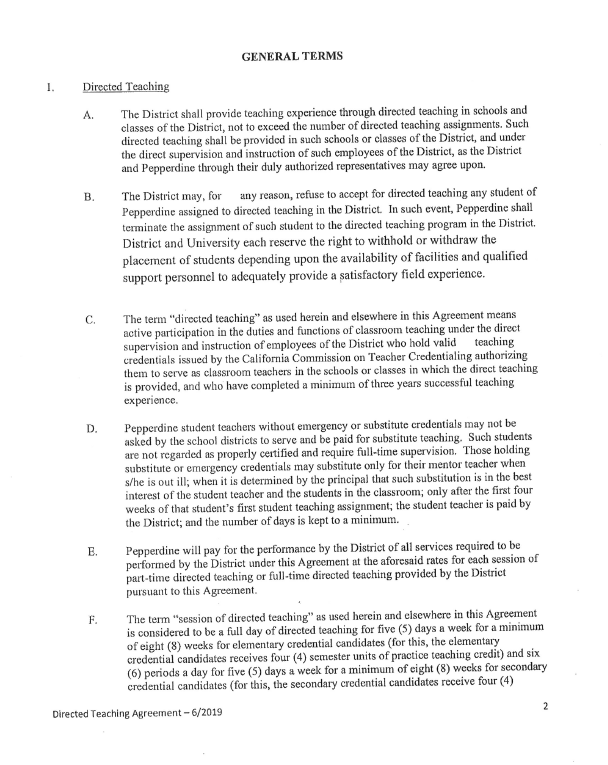 GENERAL TERMS
I. Directed Teaching
A. The District shall provide teaching experience through directed teaching in schools and
classes of the District, not to exceed the number of directed teaching assignments. Such
directed teaching shall be provided in such schools or classes of the District, and under
the direct supervision and instruction of such employees of the District, as the District
and Pepperdine through their duly authorized representatives may agree upon.
B. The District may, for any reason, refuse to accept for directed teaching any student of
Pepperdine assigned to directed teaching in the District. In such event, Pepperdine shall
terminate the assignment of such student to the directed teaching program in the District.
District and University each reserve the right to withhold or withdraw the
placement of students depending upon the availability of facilities and qualified
support personnel to adequately provide a satisfactory field experience.
C. The term “directed teaching” as used herein and elsewhere in this Agreement means
active participation in the duties and functions of classroom teaching under the direct
supervision and instruction of employees of the District who hold valid teaching
credentials issued by the California Commission on Teacher Credentialing authorizing
them to serve as classroom teachers in the schools or classes in which the direct teaching
is provided, and who have completed a minimum of three years successful teaching
experience.
D. Pepperdine student teachers without emergency or substitute credentials may not be
asked by the school districts to serve and be paid for substitute teaching. Such students
are not regarded as properly certified and require full-time supervision. Those holding
substitute or emergency credentials may substitute only for their mentor teacher when
s/he is out ill; when it is determined by the principal that such substitution is in the best
interest of the student teacher and the students in the classroom; only after the first four
weeks of that student’s first student teaching assignment; the student teacher is paid by
the District; and the number of days is kept to a minimum.
E. Pepperdine will pay for the performance by the District of all services required to be
performed by the District under this Agreement at the aforesaid rates for each session of
part-time directed teaching or full-time directed teaching provided by the District
pursuant to this Agreement.
F. The term “session of directed teaching” as used herein and elsewhere in this Agreement
is considered to be a full day of directed teaching for five (5) days a week for a minimum
of eight (8) weeks for elementary credential candidates (for this, the elementary
credential candidates receives four (4) semester units of practice teaching credit) and six
(6) periods a day for five (5) days a week for a minimum of eight (8) weeks for secondary
credential candidates (for this, the secondary credential candidates receive four (4)
Directed Teaching Agreement – 6/2019 2